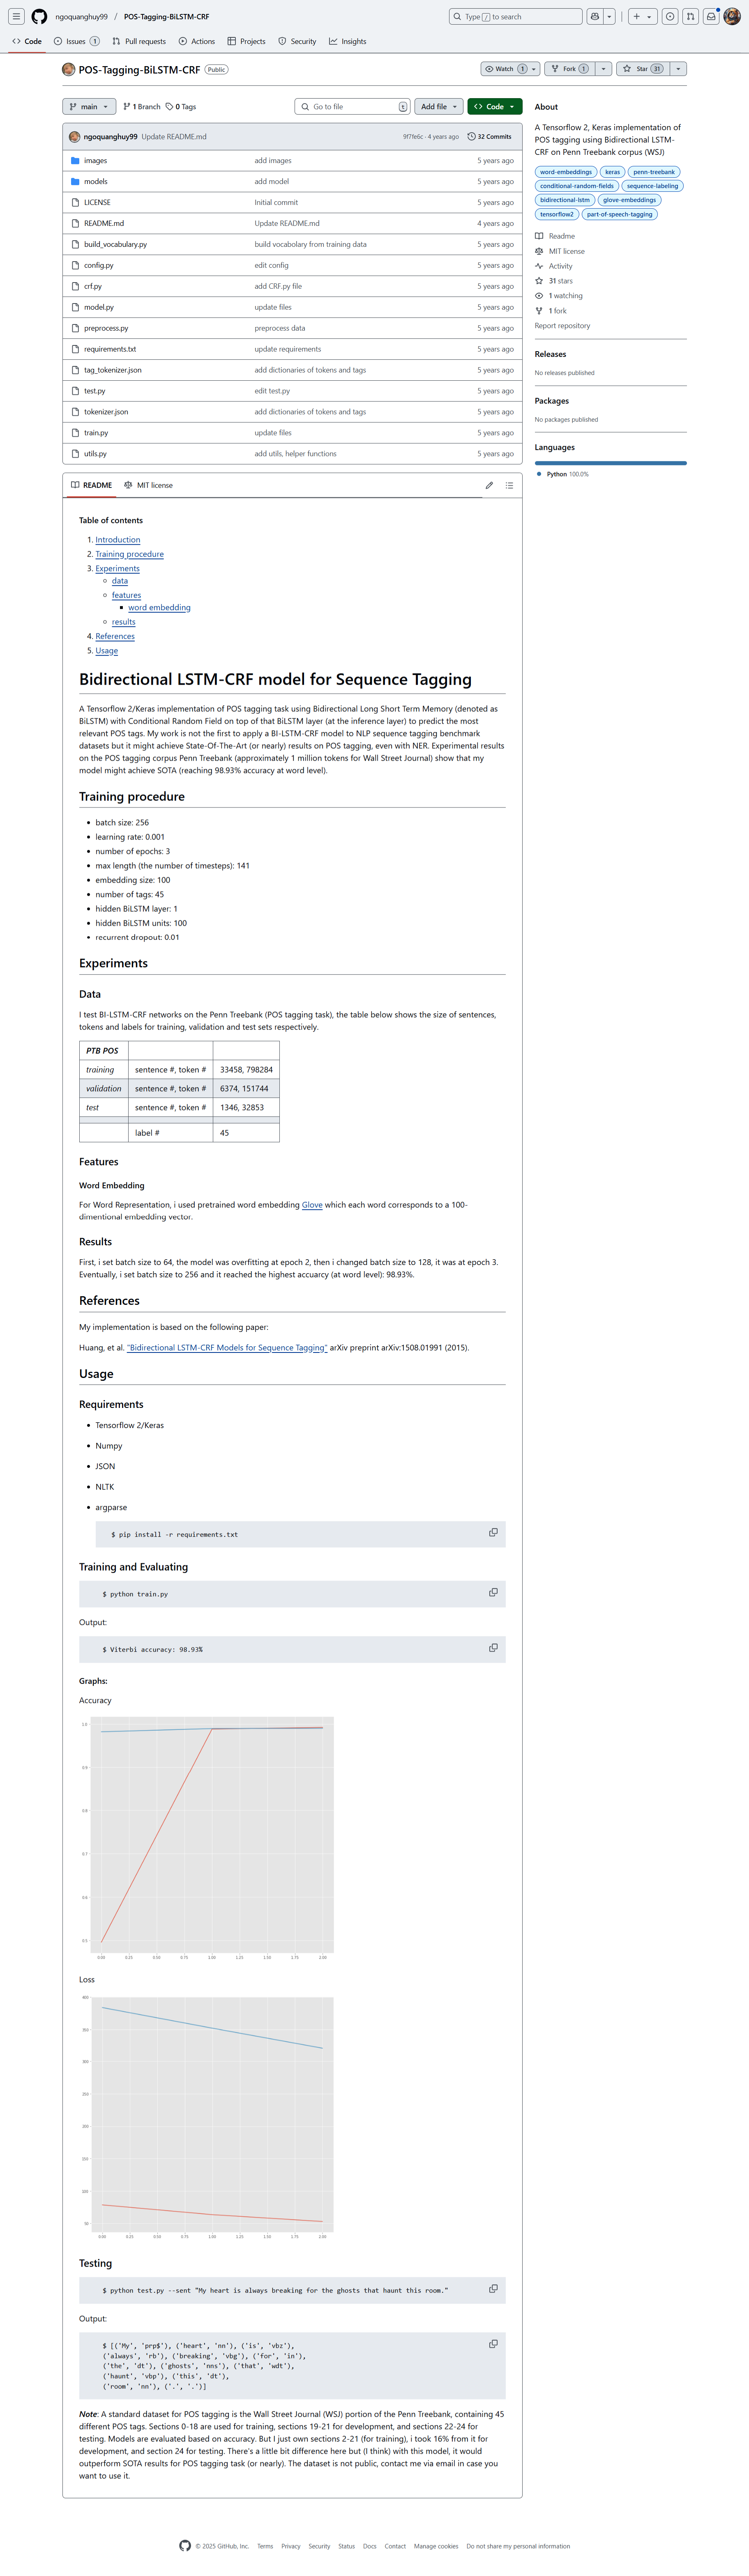 ngoquanghuy99 / POS-Tagging-BiLSTM-CRF
Type / to search
Code
Issues 1
Pull requests
Actions
Projects
Security
Insights
POS-Tagging-BiLSTM-CRF Public
Watch 1
Fork 1
Star 31
main
1 Branch
0 Tags
Go to file t
Add file
Code
ngoquanghuy99 Update README.md 9f7fe6c · 4 years ago 32 Commits
images add images 5 years ago
models add model 5 years ago
LICENSE Initial commit 5 years ago
README.md Update README.md 4 years ago
build_vocabulary.py build vocabolary from training data 5 years ago
config.py edit config 5 years ago
crf.py add CRF.py file 5 years ago
model.py update files 5 years ago
preprocess.py preprocess data 5 years ago
requirements.txt update requirements 5 years ago
tag_tokenizer.json add dictionaries of tokens and tags 5 years ago
test.py edit test.py 5 years ago
tokenizer.json add dictionaries of tokens and tags 5 years ago
train.py update files 5 years ago
utils.py add utils, helper functions 5 years ago
About
A Tensorflow 2, Keras implementation of
POS tagging using Bidirectional LSTM-
CRF on Penn Treebank corpus (WSJ)
word-embeddings keras penn-treebank
conditional-random-fields sequence-labeling
bidirectional-lstm glove-embeddings
tensorflow2 part-of-speech-tagging
Readme
MIT license
Activity
31 stars
1 watching
1 fork
Report repository
Releases
No releases published
Packages
No packages published
Languages
Python 100.0%
README
MIT license
Table of contents
1. Introduction
2. Training procedure
3. Experiments
data
features
word embedding
results
4. References
5. Usage
Bidirectional LSTM-CRF model for Sequence Tagging
A Tensorflow 2/Keras implementation of POS tagging task using Bidirectional Long Short Term Memory (denoted as
BiLSTM) with Conditional Random Field on top of that BiLSTM layer (at the inference layer) to predict the most
relevant POS tags. My work is not the first to apply a BI-LSTM-CRF model to NLP sequence tagging benchmark
datasets but it might achieve State-Of-The-Art (or nearly) results on POS tagging, even with NER. Experimental results
on the POS tagging corpus Penn Treebank (approximately 1 million tokens for Wall Street Journal) show that my
model might achieve SOTA (reaching 98.93% accuracy at word level).
Training procedure
batch size: 256
learning rate: 0.001
number of epochs: 3
max length (the number of timesteps): 141
embedding size: 100
number of tags: 45
hidden BiLSTM layer: 1
hidden BiLSTM units: 100
recurrent dropout: 0.01
Experiments
Data
I test BI-LSTM-CRF networks on the Penn Treebank (POS tagging task), the table below shows the size of sentences,
tokens and labels for training, validation and test sets respectively.
PTB POS
training sentence #, token # 33458, 798284
validation sentence #, token # 6374, 151744
test sentence #, token # 1346, 32853
label # 45
Features
Word Embedding
For Word Representation, i used pretrained word embedding Glove which each word corresponds to a 100-
dimentional embedding vector.
Results
First, i set batch size to 64, the model was overfitting at epoch 2, then i changed batch size to 128, it was at epoch 3.
Eventually, i set batch size to 256 and it reached the highest accuarcy (at word level): 98.93%.
References
My implementation is based on the following paper:
Huang, et al. "Bidirectional LSTM-CRF Models for Sequence Tagging" arXiv preprint arXiv:1508.01991 (2015).
Usage
Requirements
Tensorflow 2/Keras
Numpy
JSON
NLTK
argparse
$ pip install -r requirements.txt
Training and Evaluating
$ python train.py
Output:
$ Viterbi accuracy: 98.93%
Graphs:
Accuracy
1.0
0.9
0.8
0.7
0.6
0.5
0.00 0.25 0.50 0.75 1.00 1.25 1.50 1.75 2.00
Loss
400
350
300
250
200
150
100
50
0.00 0.25 0.50 0.75 1.00 1.25 1.50 1.75 2.00
Testing
$ python test.py --sent "My heart is always breaking for the ghosts that haunt this room."
Output:
$ [('My', 'prp$'), ('heart', 'nn'), ('is', 'vbz'),
('always', 'rb'), ('breaking', 'vbg'), ('for', 'in'),
('the', 'dt'), ('ghosts', 'nns'), ('that', 'wdt'),
('haunt', 'vbp'), ('this', 'dt'),
('room', 'nn'), ('.', '.')]
Note: A standard dataset for POS tagging is the Wall Street Journal (WSJ) portion of the Penn Treebank, containing 45
different POS tags. Sections 0-18 are used for training, sections 19-21 for development, and sections 22-24 for
testing. Models are evaluated based on accuracy. But I just own sections 2-21 (for training), i took 16% from it for
development, and section 24 for testing. There's a little bit difference here but (I think) with this model, it would
outperform SOTA results for POS tagging task (or nearly). The dataset is not public, contact me via email in case you
want to use it.
© 2025 GitHub, Inc. Terms Privacy Security Status Docs Contact Manage cookies Do not share my personal information